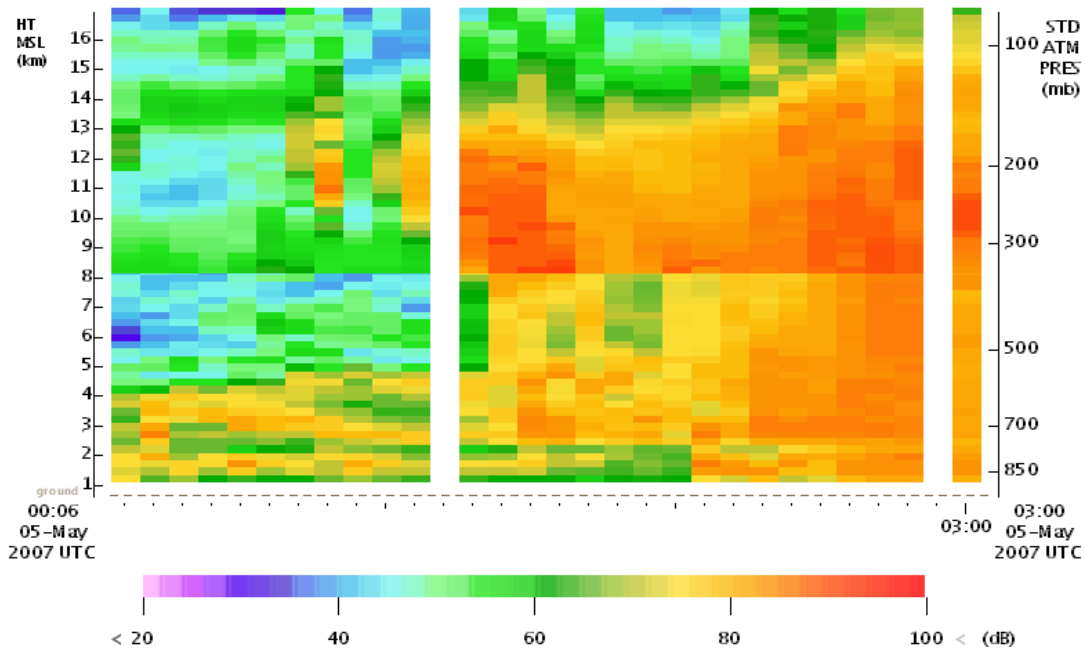 HT
MSL
(km)
16
15
14
13
12
11
10
9
8
7
6
5
4
3
2
1
ground
STD
ATM
PRES
(mb)
100
200
300
500
700
850
00:06
05-May
2007 UTC
03:00
03:00
05-May
2007 UTC
< 20
40
60
80
100 < (dB)